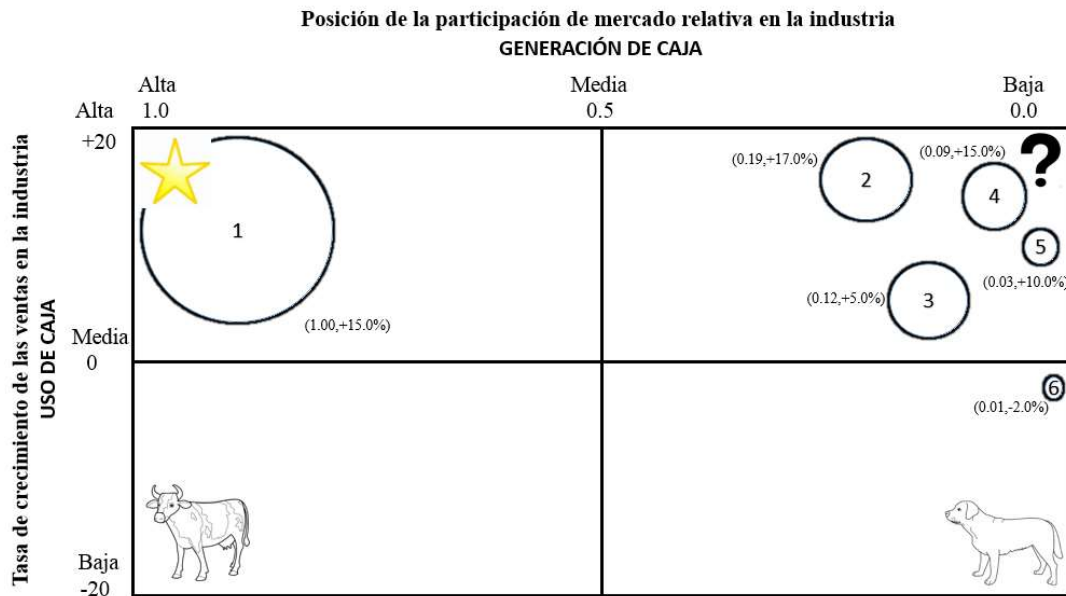 Posición de la participación de mercado relativa en la industria
GENERACIÓN DE CAJA
Alta
Media
Baja
Alta
1.0
0.5
0.0
+20
Tasa de crecimiento de las ventas en la industria
USO DE CAJA
(0.19,+17.0%)
(0.09,+15.0%)
?
2
4
1
5
(0.03,+10.0%)
(0.12,+5.0%)
3
(1.00,+15.0%)
Media
0
6
(0.01,-2.0%)
Baja
-20